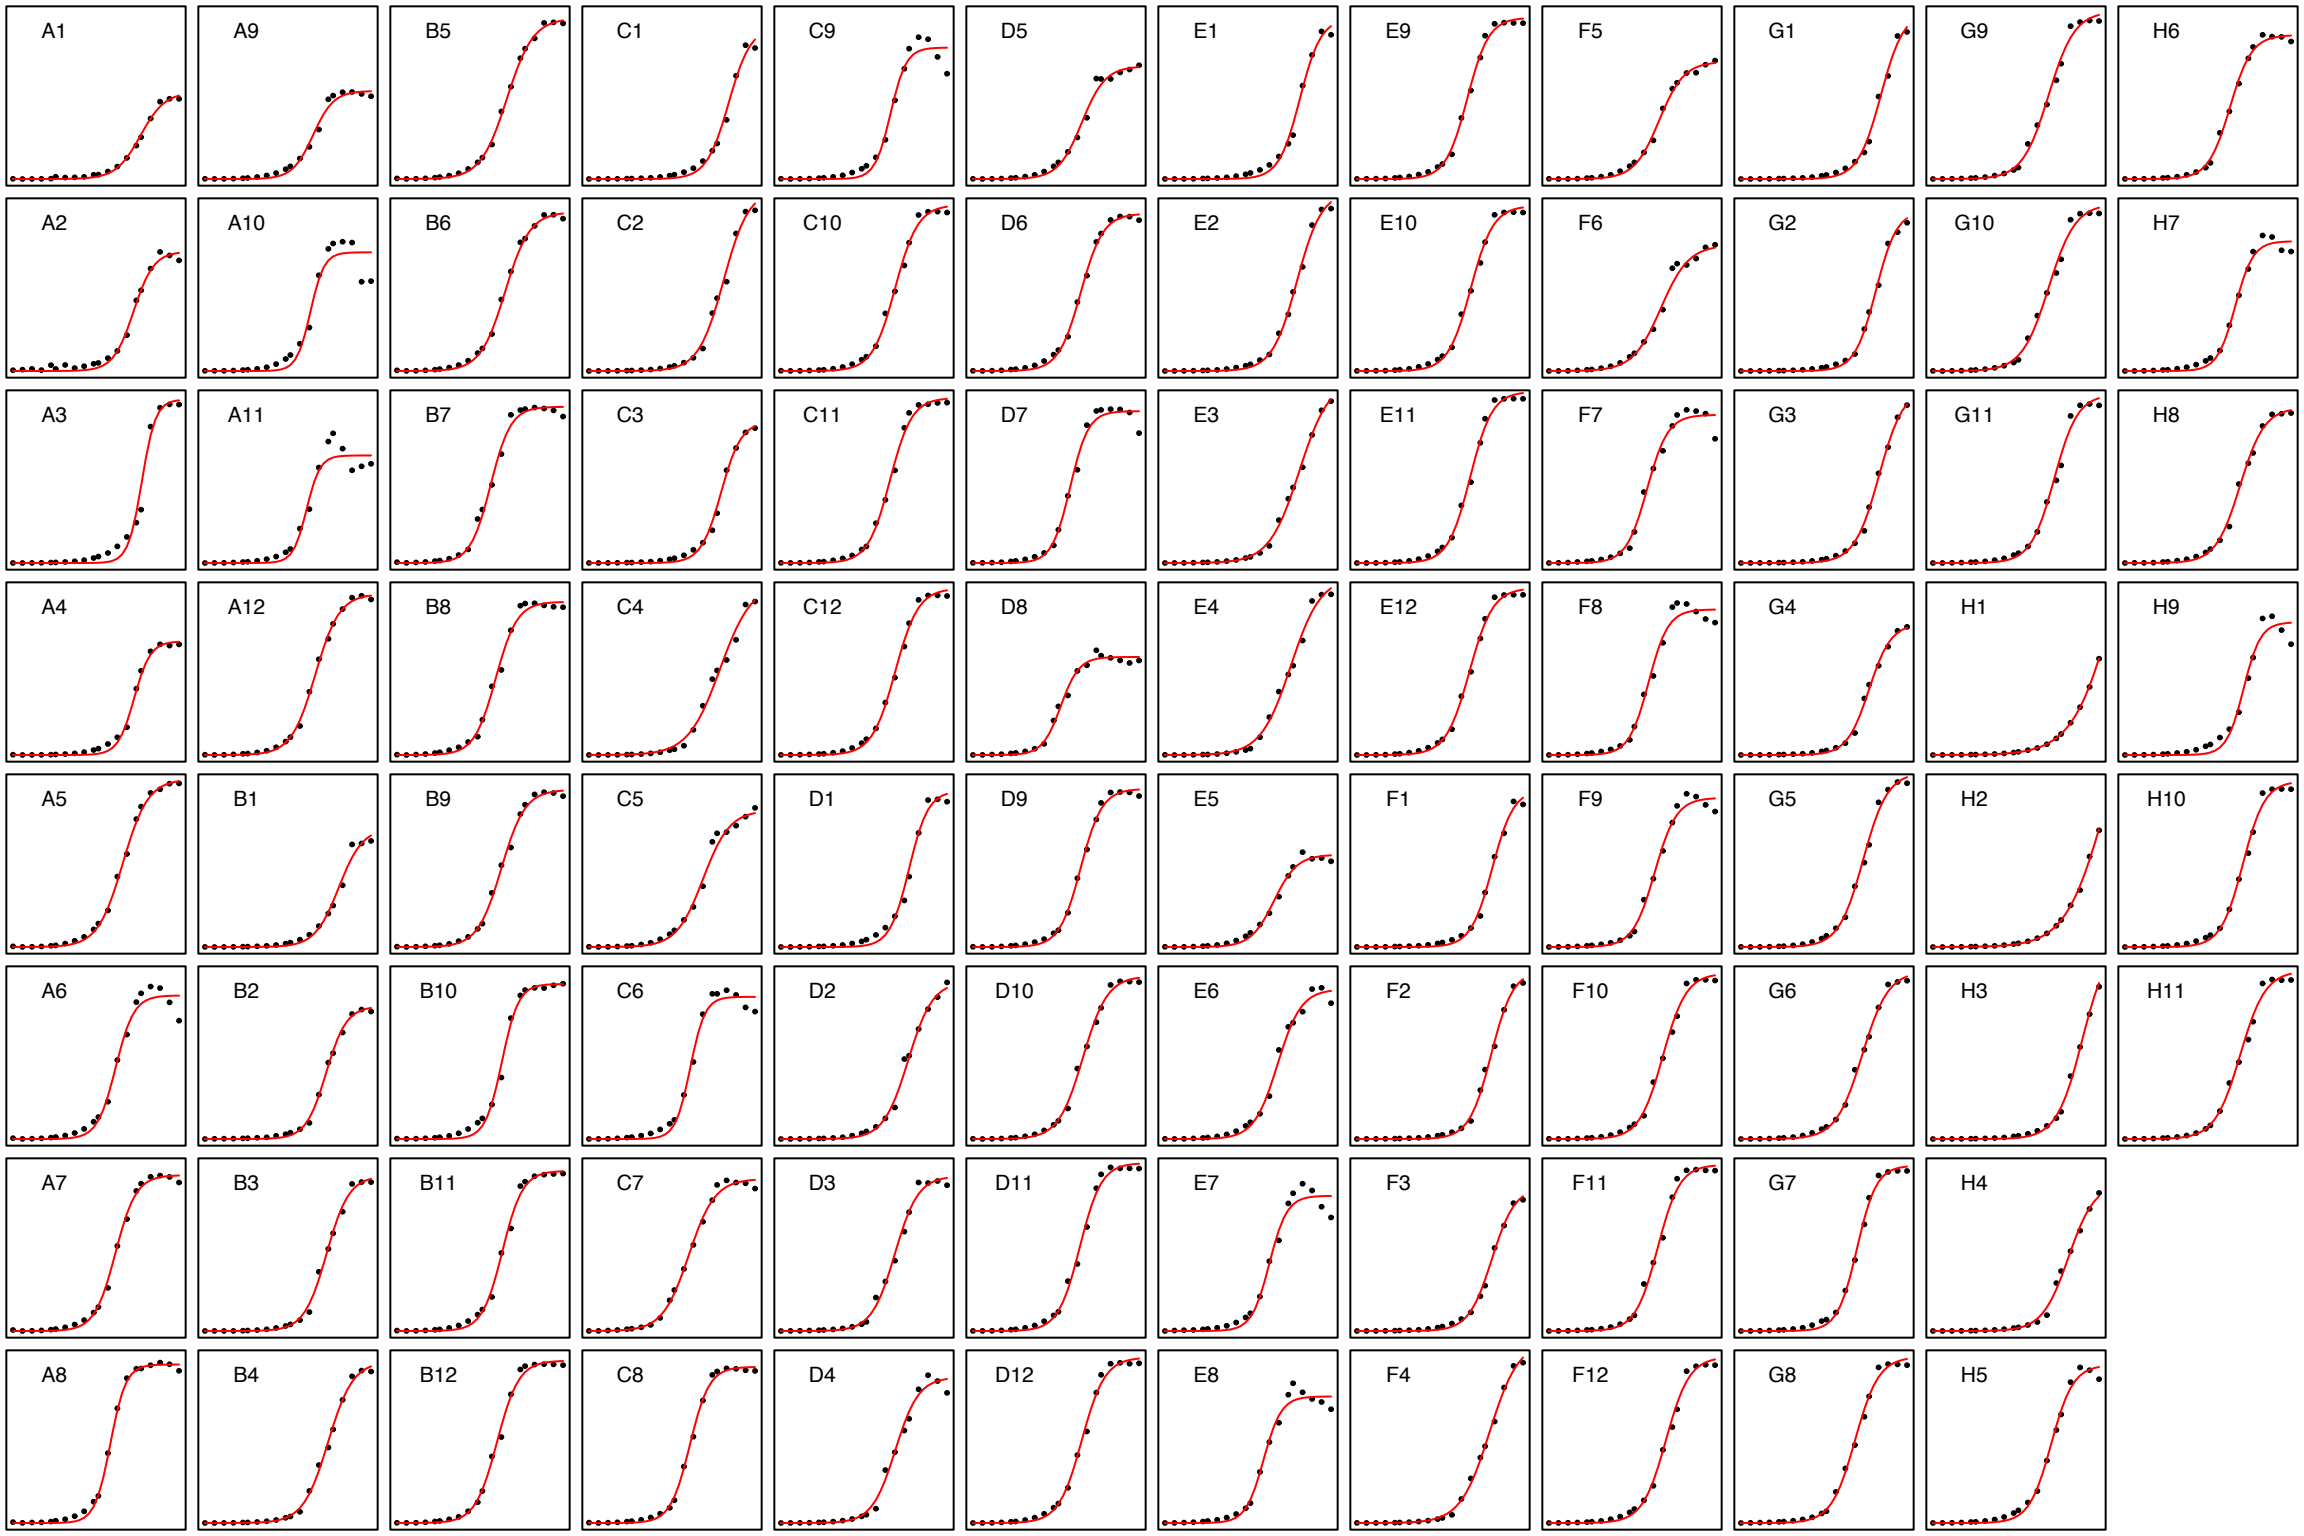 A1 A9 B5 C1 C9 D5 E1 E9 F5 G1 G9 H6
A2 A10 B6 C2 C10 D6 E2 E10 F6 G2 G10 H7
A3 A11 B7 C3 C11 D7 E3 E11 F7 G3 G11 H8
A4 A12 B8 C4 C12 D8 E4 E12 F8 G4 H1 H9
A5 B1 B9 C5 D1 D9 E5 F1 F9 G5 H2 H10
A6 B2 B10 C6 D2 D10 E6 F2 F10 G6 H3 H11
A7 B3 B11 C7 D3 D11 E7 F3 F11 G7 H4
A8 B4 B12 C8 D4 D12 E8 F4 F12 G8 H5